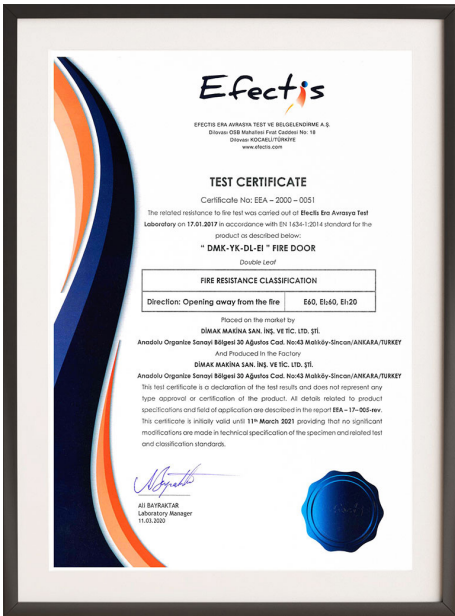 Efectis
EFECTIS ERA AVRASYA TEST VE BELGELENDİRME A.Ş.
Dilovası OSB Mahallesi Fırat Caddesi No: 18
Dilovası KOCAELİ/TÜRKİYE
www.efectis.com
TEST CERTIFICATE
Certificate No: EEA – 2000 – 0051
The related resistance to fire test was carried out at Efectis Era Avrasya Test
Laboratory on 17.01.2017 in accordance with EN 1634-1:2014 standard for the
product as described below:
“ DMK-YK-DL-EI ” FIRE DOOR
Double Leaf
FIRE RESISTANCE CLASSIFICATION
Direction: Opening away from the fire E60, EI₂60, EI₁20
Placed on the market by
DİMAK MAKİNA SAN. İNŞ. VE TİC. LTD. ŞTİ.
Anadolu Organize Sanayi Bölgesi 30 Ağustos Cad. No:43 Malıköy-Sincan/ANKARA/TURKEY
And Produced in the Factory
DİMAK MAKİNA SAN. İNŞ. VE TİC. LTD. ŞTİ.
Anadolu Organize Sanayi Bölgesi 30 Ağustos Cad. No:43 Malıköy-Sincan/ANKARA/TURKEY
This test certificate is a declaration of the test results and does not represent any
type approval or certification of the product. All details related to product
specifications and field of application are described in the report EEA – 17– 005-rev.
This certificate is initially valid until 11ᵗʰ March 2021 providing that no significant
modifications are made in technical specification of the specimen and related test
and classification standards.
Ali BAYRAKTAR
Laboratory Manager
11.03.2020